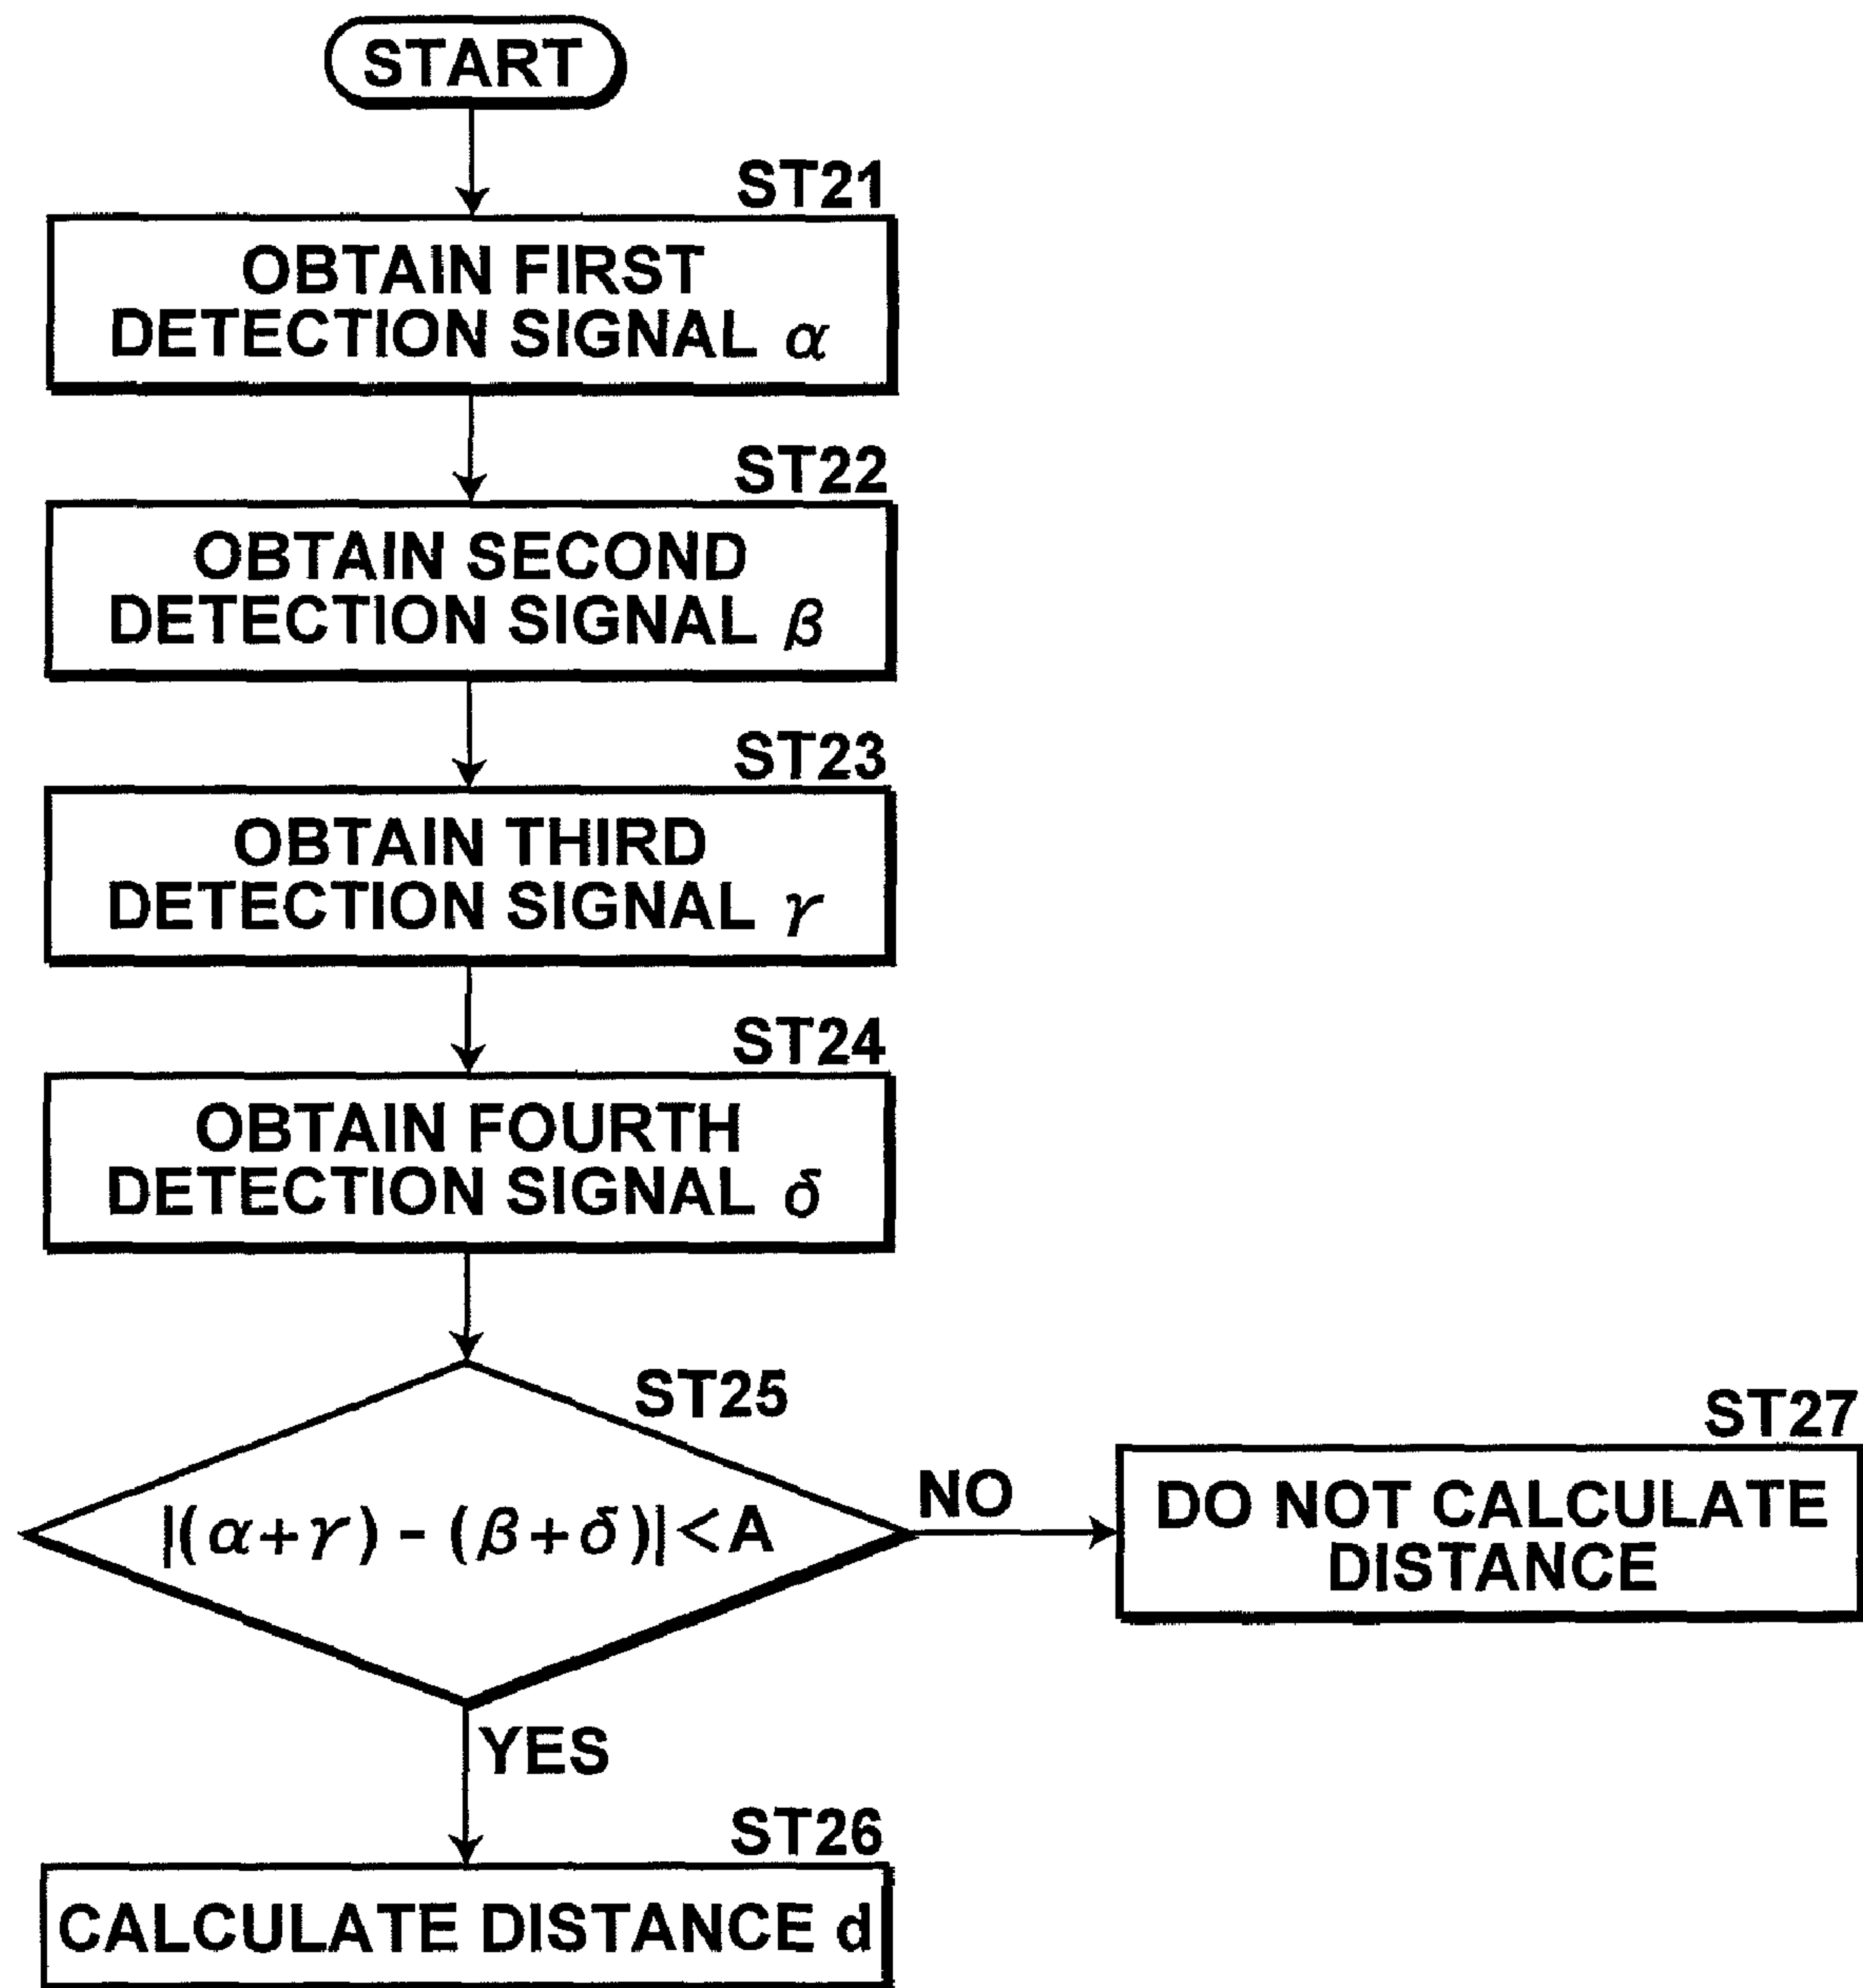 START
ST21
OBTAIN FIRST
DETECTION SIGNAL α
ST22
OBTAIN SECOND
DETECTION SIGNAL β
ST23
OBTAIN THIRD
DETECTION SIGNAL γ
ST24
OBTAIN FOURTH
DETECTION SIGNAL δ
ST25
|(α+γ) - (β+δ)|<A
NO
ST27
DO NOT CALCULATE
DISTANCE
YES
ST26
CALCULATE DISTANCE d